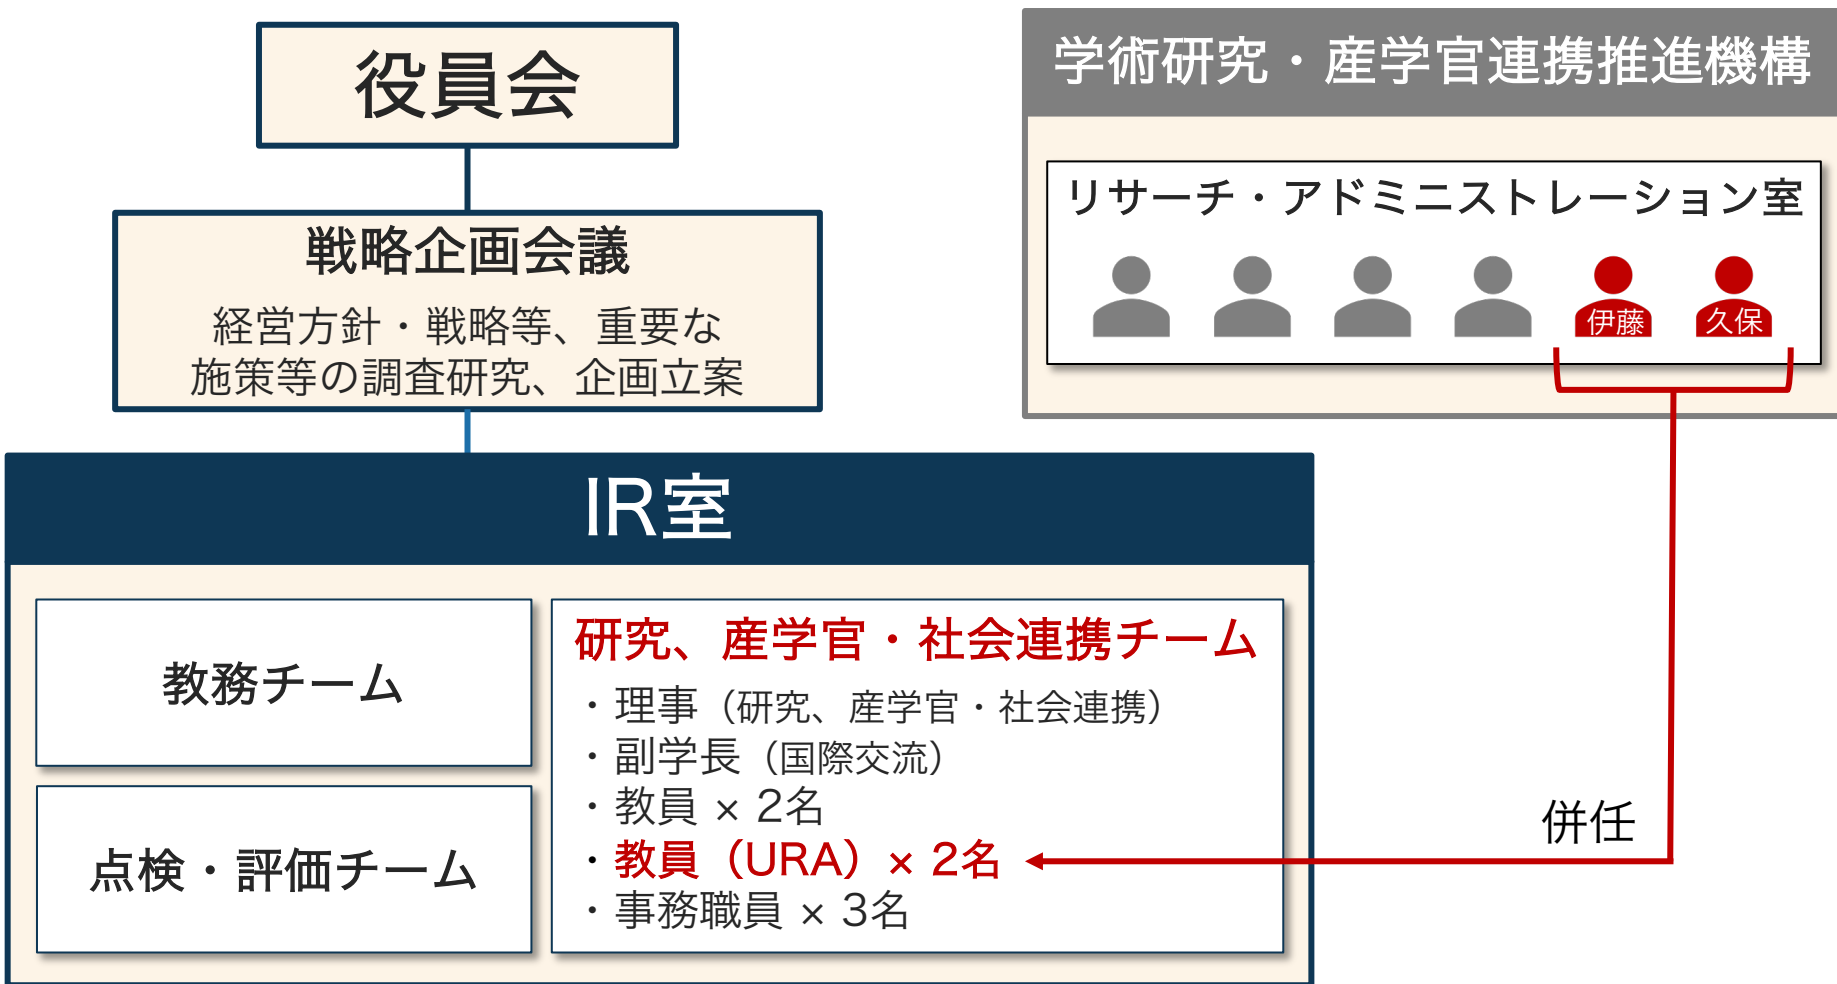 役員会
戦略企画会議
経営方針・戦略等、重要な
施策等の調査研究、企画立案
学術研究・産学官連携推進機構
リサーチ・アドミニストレーション室
伊藤
久保
IR室
教務チーム
点検・評価チーム
研究、産学官・社会連携チーム
・理事（研究、産学官・社会連携）
・副学長（国際交流）
・教員 × 2名
・教員（URA）× 2名
・事務職員 × 3名
併任